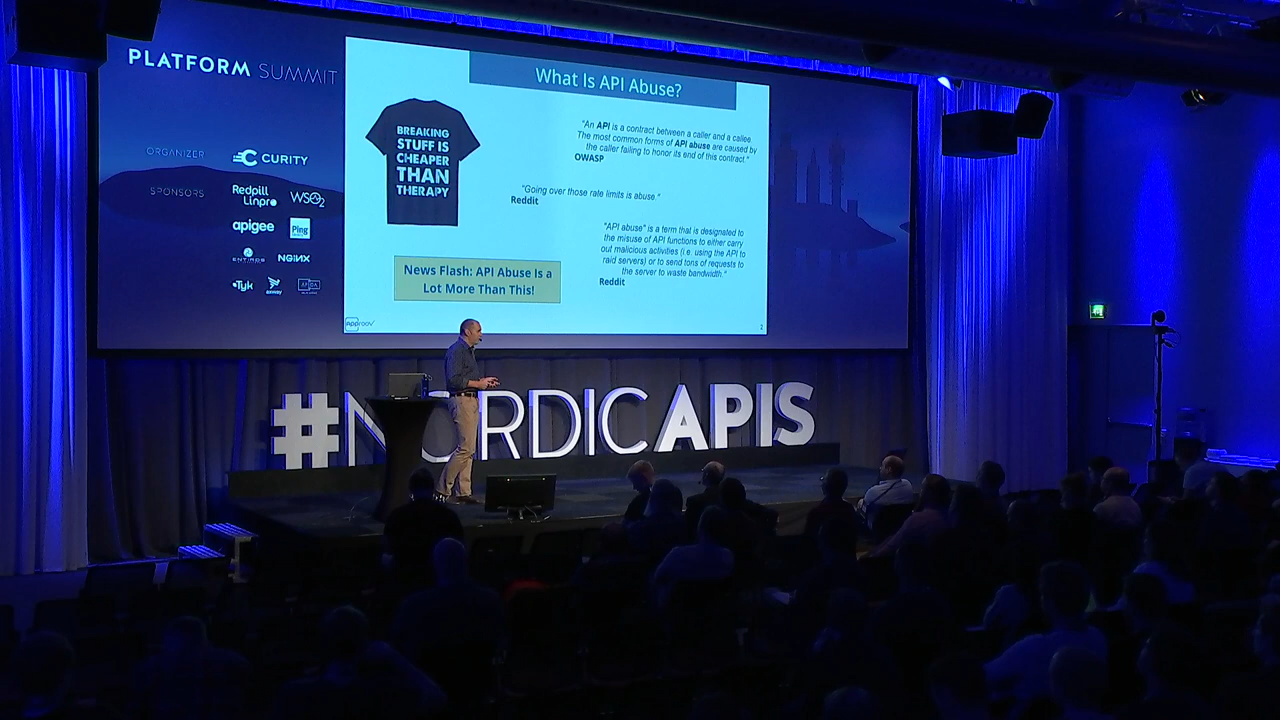 PLATFORM SUMMIT
ORGANIZER
CURITY
SPONSORS
Redpill
Linpro
WSO2
apigee
Ping
ENTIROS
NGINX
Tyk
axway
What Is API Abuse?
BREAKING
STUFF IS
CHEAPER
THAN
THERAPY
"An API is a contract between a caller and a callee.
The most common forms of API abuse are caused by
the caller failing to honor its end of this contract."
OWASP
"Going over those rate limits is abuse."
Reddit
"API abuse" is a term that is designated to
the misuse of API functions to either carry
out malicious activities (i.e. using the API to
raid servers) or to send tons of requests to
the server to waste bandwidth."
Reddit
News Flash: API Abuse Is a
Lot More Than This!
approov
2
#NORDICAPIS